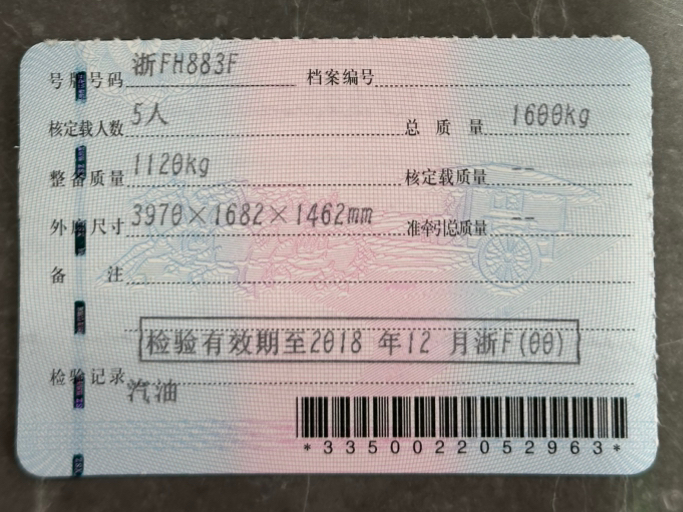 号牌号码 浙FH883F 档案编号
核定载人数 5人 总质量 1600kg
整备质量 1120kg 核定载质量 --
外廓尺寸 3970×1682×1462mm 准牵引总质量 --
备注
检验有效期至2018 年12 月浙F(00)
检验记录
汽油
*3350022052963*